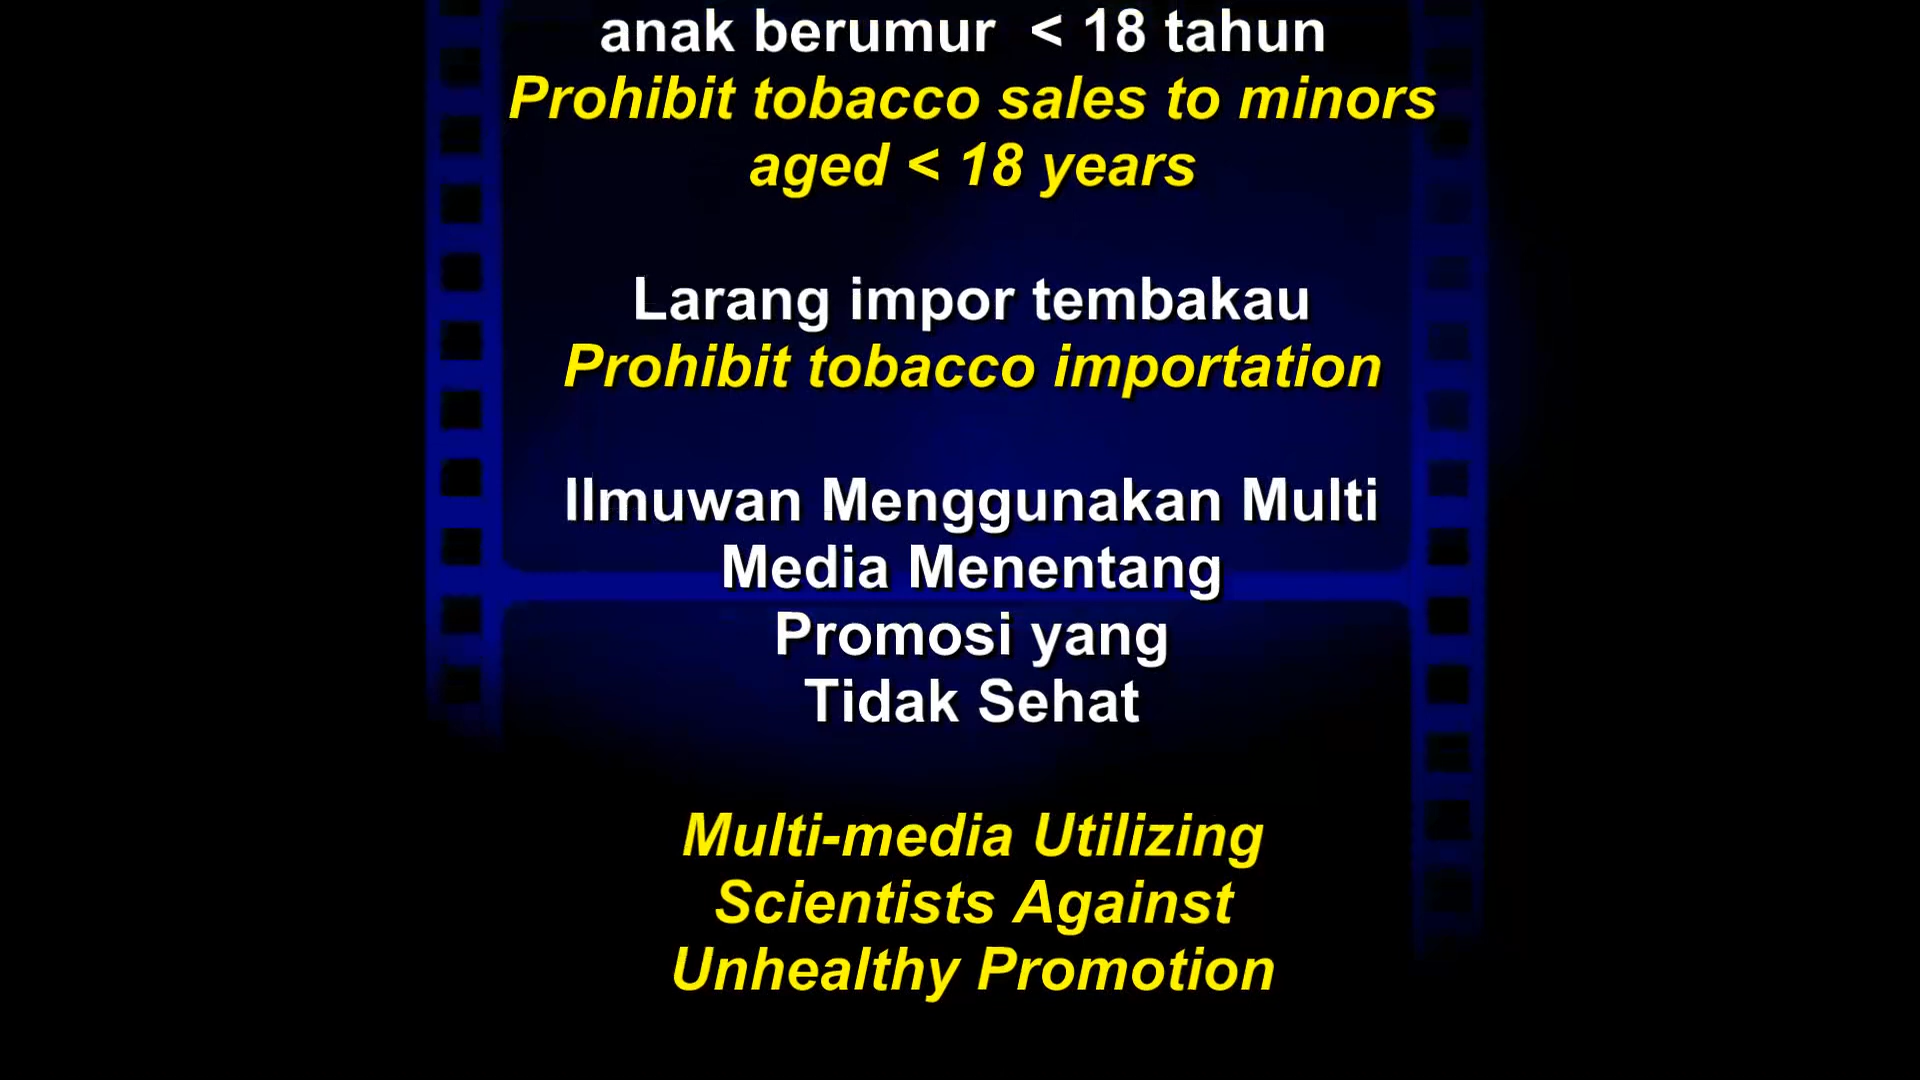 anak berumur < 18 tahun
Prohibit tobacco sales to minors
aged < 18 years
Larang impor tembakau
Prohibit tobacco importation
Ilmuwan Menggunakan Multi
Media Menentang
Promosi yang
Tidak Sehat
Multi-media Utilizing
Scientists Against
Unhealthy Promotion